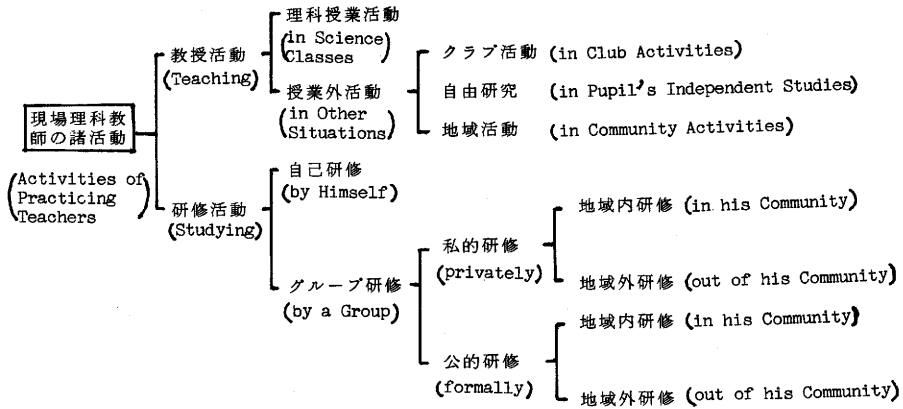 現場理科教
師の諸活動
(Activities of
Practicing
Teachers)
教授活動
(Teaching)
理科授業活動
(in Science
Classes)
授業外活動
(in Other
Situations)
クラブ活動 (in Club Activities)
自由研究 (in Pupil's Independent Studies)
地域活動 (in Community Activities)
研修活動
(Studying)
自己研修
(by Himself)
グループ研修
(by a Group)
私的研修
(privately)
地域内研修 (in his Community)
地域外研修 (out of his Community)
公的研修
(formally)
地域内研修 (in his Community)
地域外研修 (out of his Community)